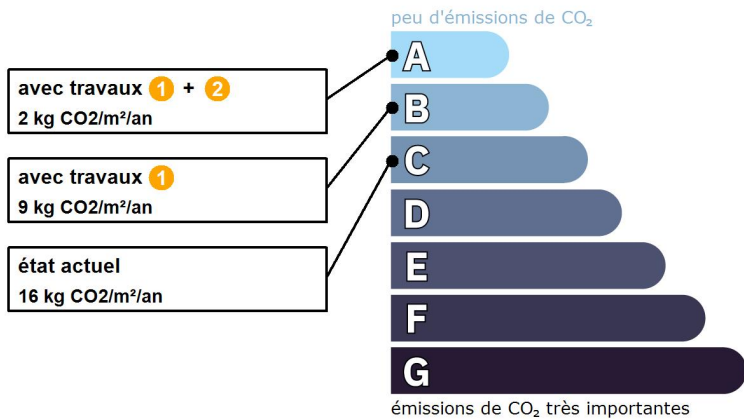 peu d'émissions de CO₂
avec travaux 1 + 2
2 kg CO2/m²/an
avec travaux 1
9 kg CO2/m²/an
état actuel
16 kg CO2/m²/an
A
B
C
D
E
F
G
émissions de CO₂ très importantes